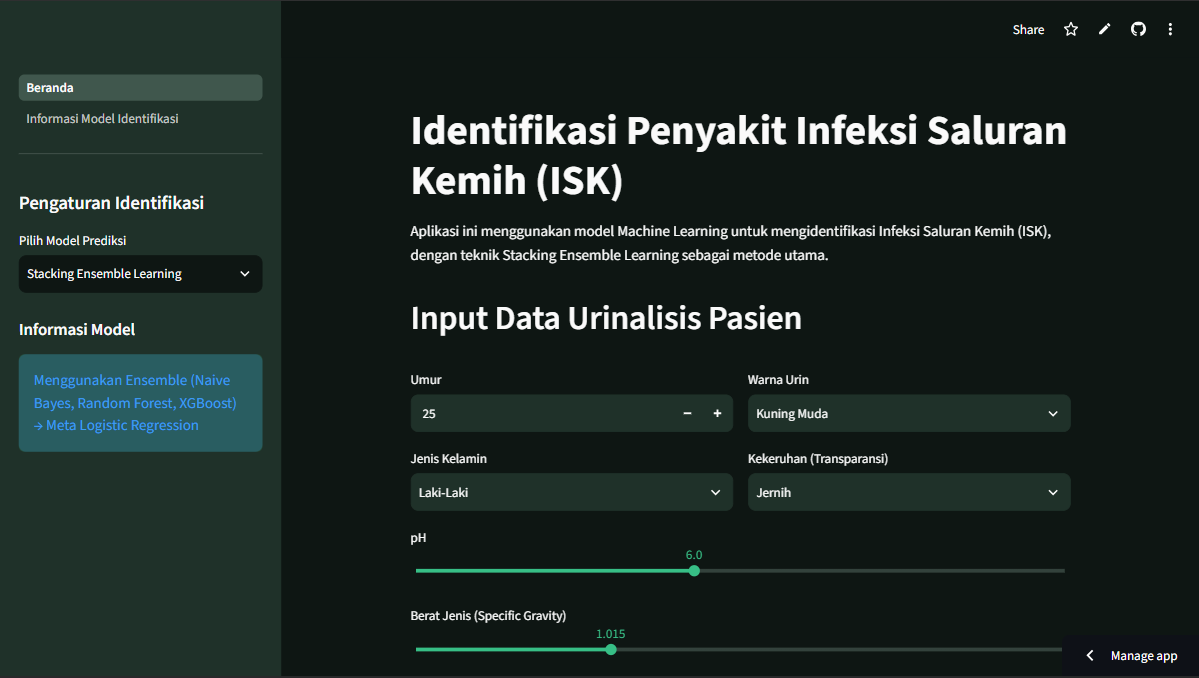 Share
Beranda
Informasi Model Identifikasi
Pengaturan Identifikasi
Pilih Model Prediksi
Stacking Ensemble Learning
Informasi Model
Menggunakan Ensemble (Naive
Bayes, Random Forest, XGBoost)
→ Meta Logistic Regression
Identifikasi Penyakit Infeksi Saluran
Kemih (ISK)
Aplikasi ini menggunakan model Machine Learning untuk mengidentifikasi Infeksi Saluran Kemih (ISK),
dengan teknik Stacking Ensemble Learning sebagai metode utama.
Input Data Urinalisis Pasien
Umur
25
Warna Urin
Kuning Muda
Jenis Kelamin
Laki-Laki
Kekeruhan (Transparansi)
Jernih
pH
6.0
Berat Jenis (Specific Gravity)
1.015
Manage app